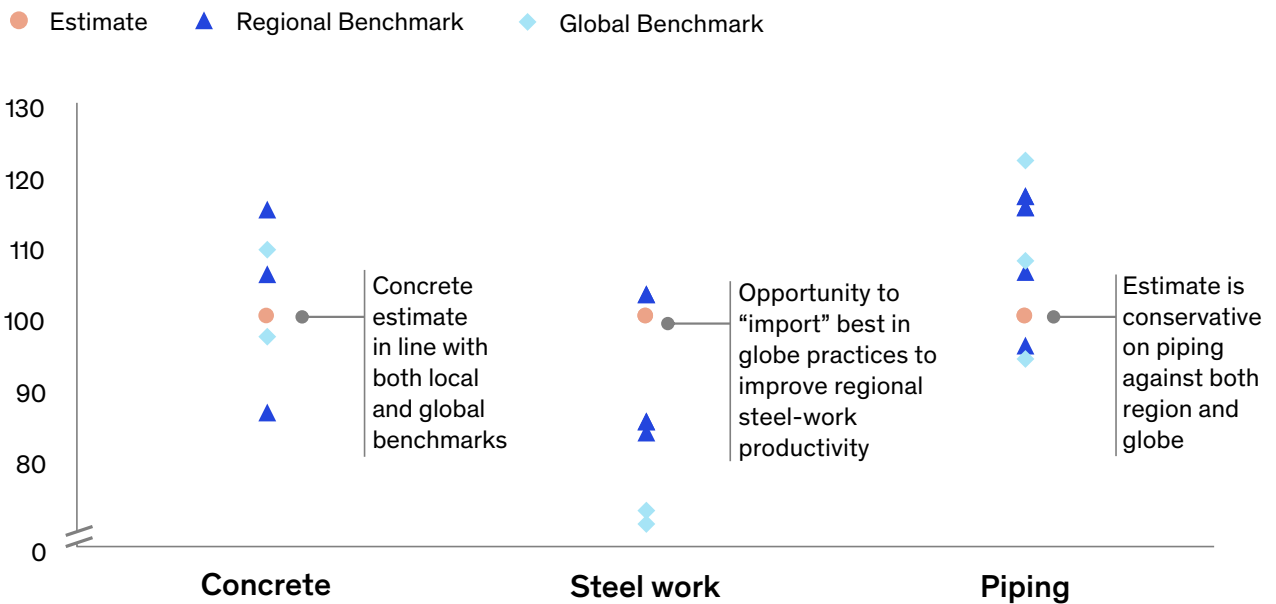 Estimate
Regional Benchmark
Global Benchmark
130
120
110
100
90
80
0
Concrete
estimate
in line with
both local
and global
benchmarks
Opportunity to
“import” best in
globe practices to
improve regional
steel-work
productivity
Estimate is
conservative
on piping
against both
region and
globe
Concrete
Steel work
Piping